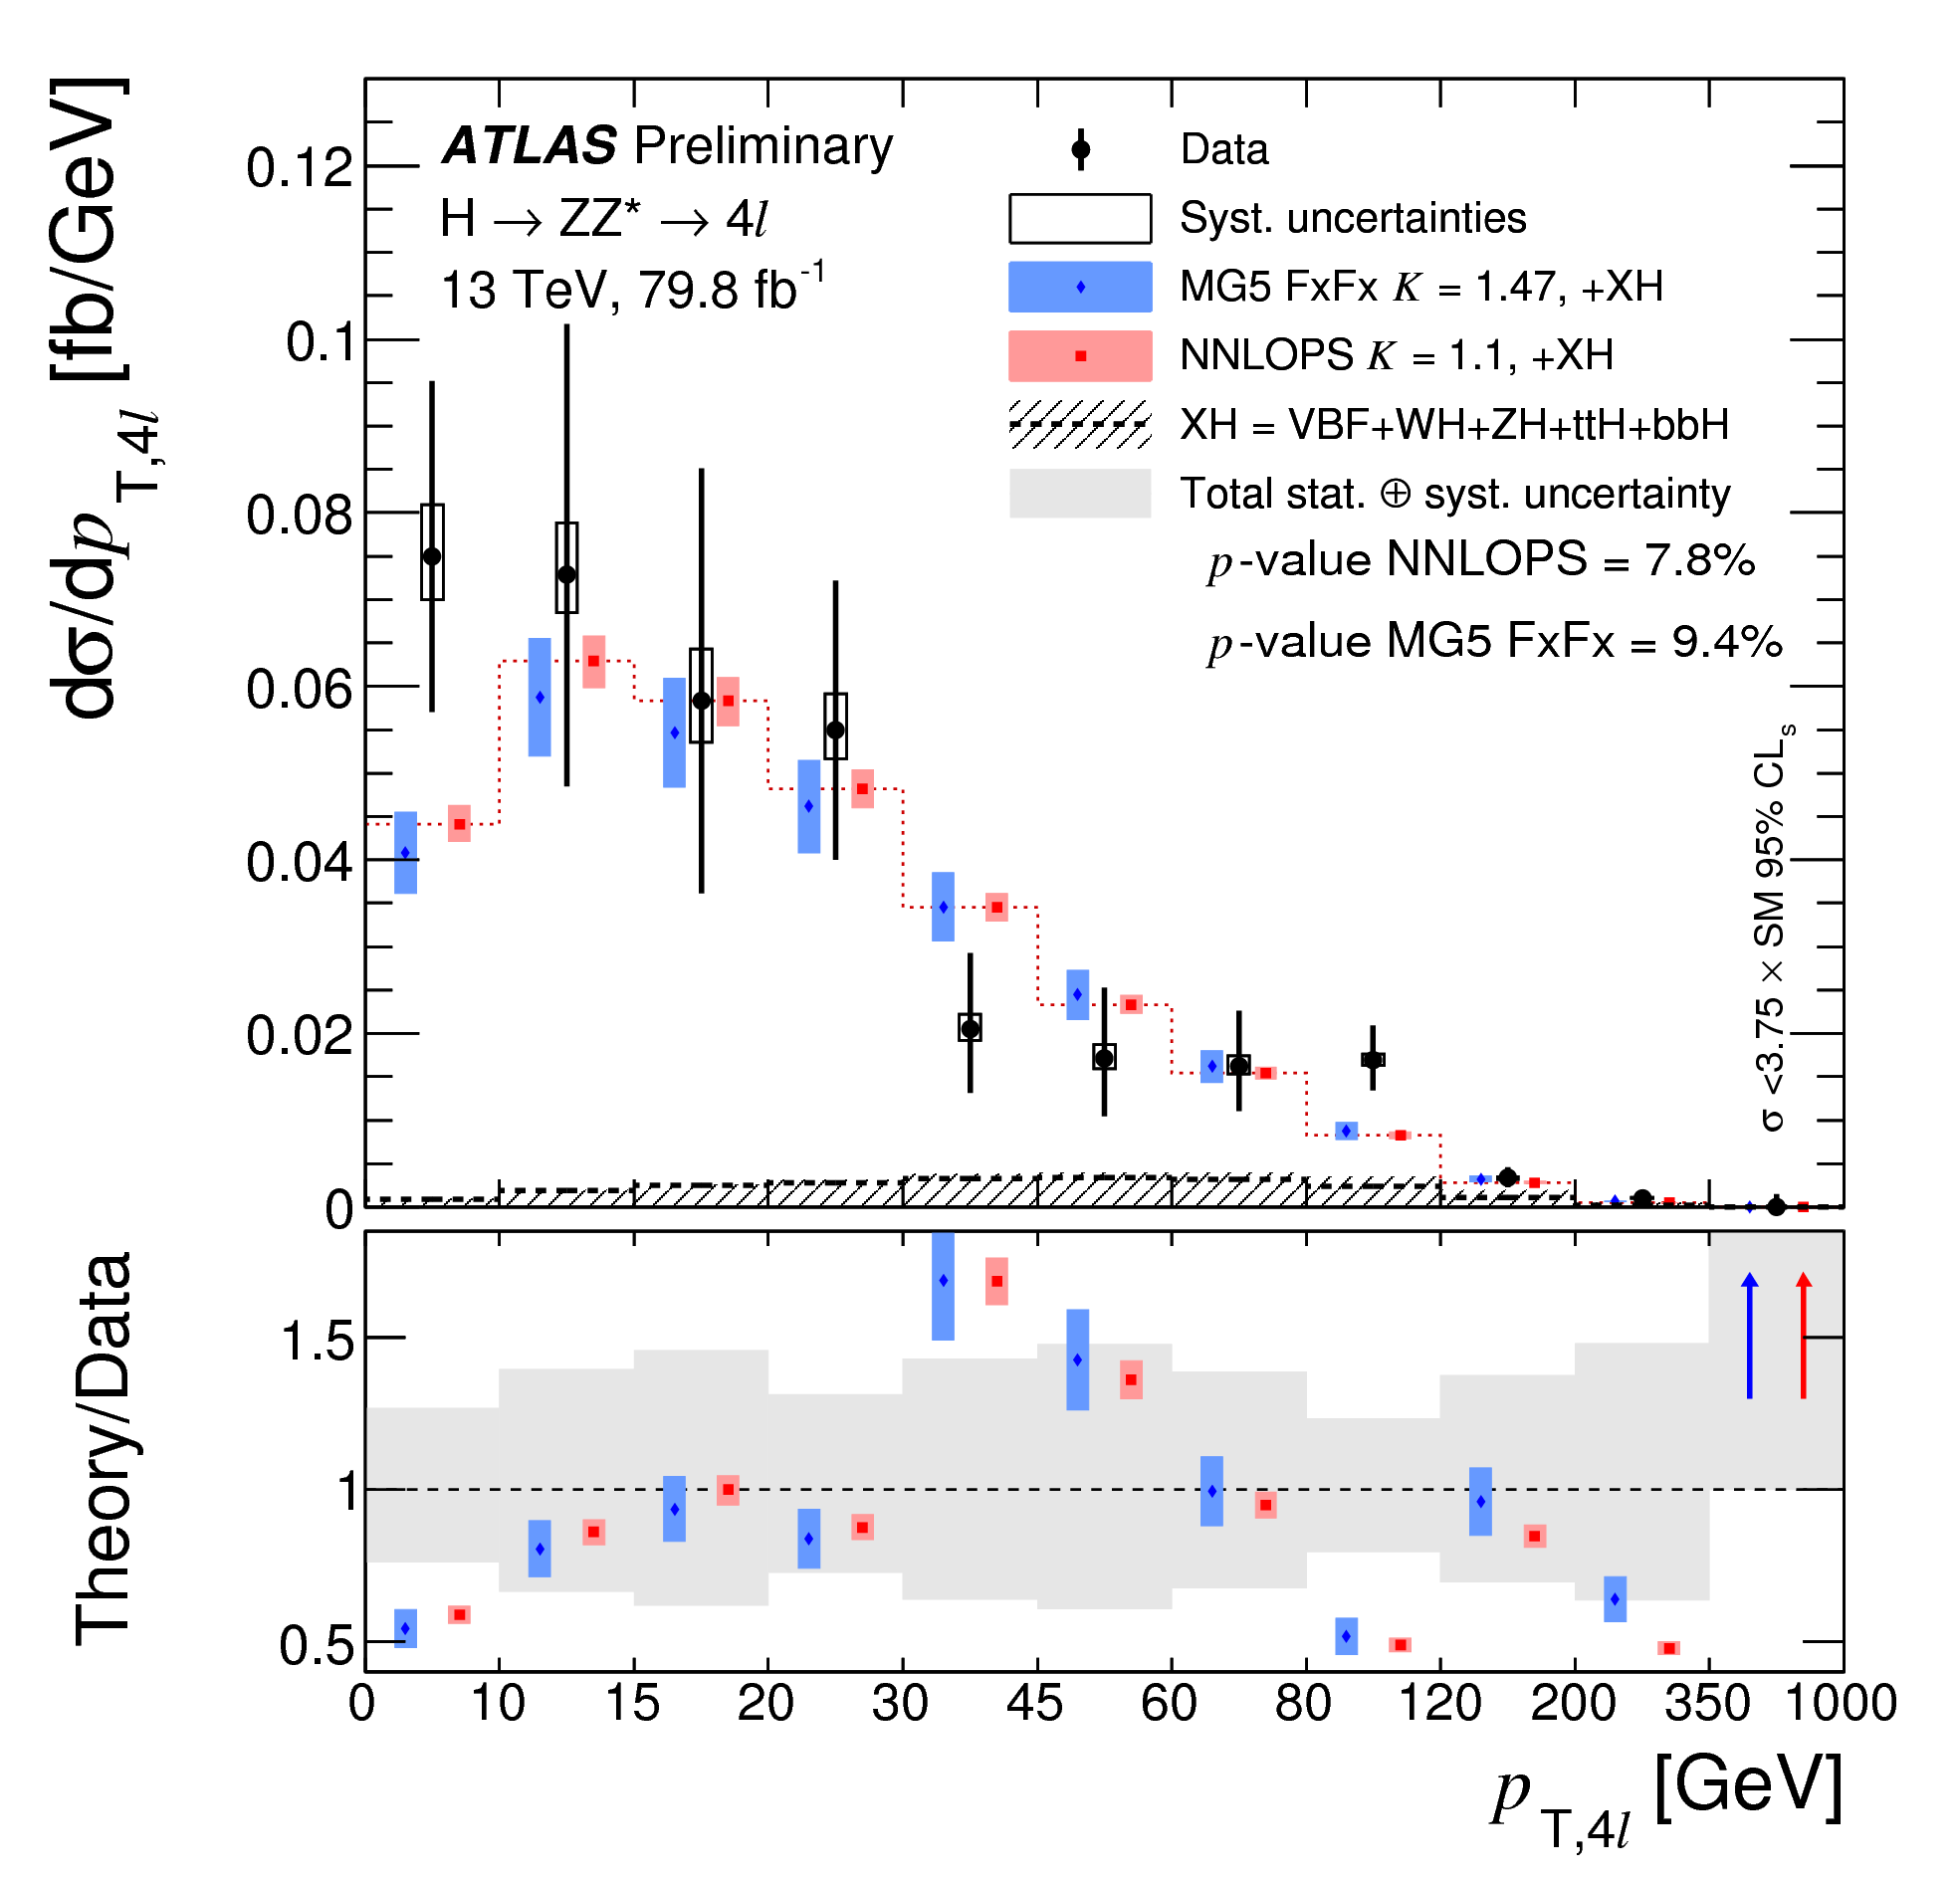 dσ/dp T,4l [fb/GeV]
0.12
0.1
0.08
0.06
0.04
0.02
0
ATLAS Preliminary
H → ZZ* → 4l
13 TeV, 79.8 fb-1
Data
Syst. uncertainties
MG5 FxFx K = 1.47, +XH
NNLOPS K = 1.1, +XH
XH = VBF+WH+ZH+ttH+bbH
Total stat. ⊕ syst. uncertainty
p-value NNLOPS = 7.8%
p-value MG5 FxFx = 9.4%
σ <3.75 × SM 95% CLs
Theory/Data
1.5
1
0.5
0 10 15 20 30 45 60 80 120 200 350 1000
p T,4l [GeV]